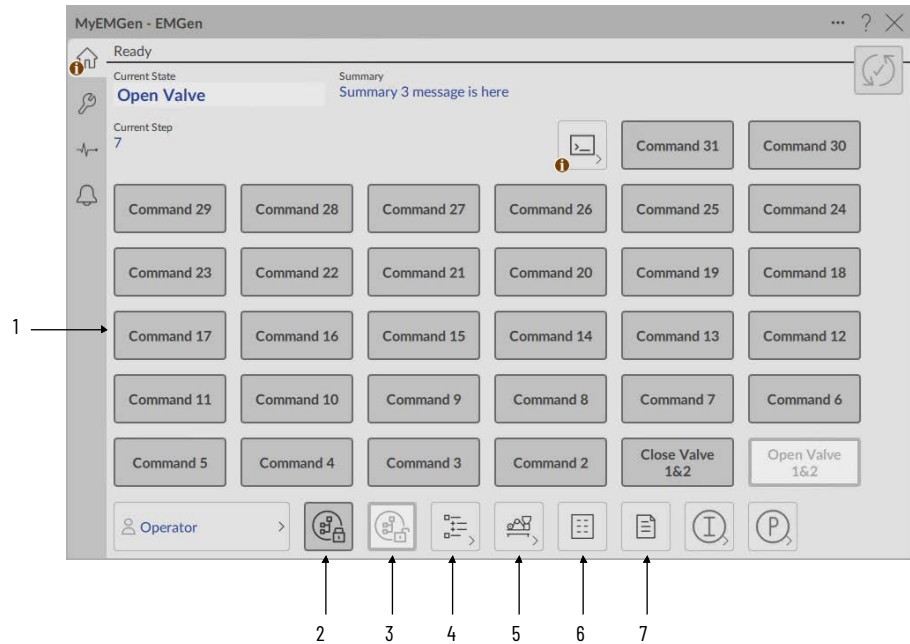 MyEMGen - EMGen ... ?
Ready
Current State
Open Valve
Summary
Summary 3 message is here
Current Step
7
Command 31 Command 30
Command 29 Command 28 Command 27 Command 26 Command 25 Command 24
Command 23 Command 22 Command 21 Command 20 Command 19 Command 18
1
Command 17 Command 16 Command 15 Command 14 Command 13 Command 12
Command 11 Command 10 Command 9 Command 8 Command 7 Command 6
Command 5 Command 4 Command 3 Command 2
Close Valve
1&2
Open Valve
1&2
Operator
I
P
2 3 4 5 6 7